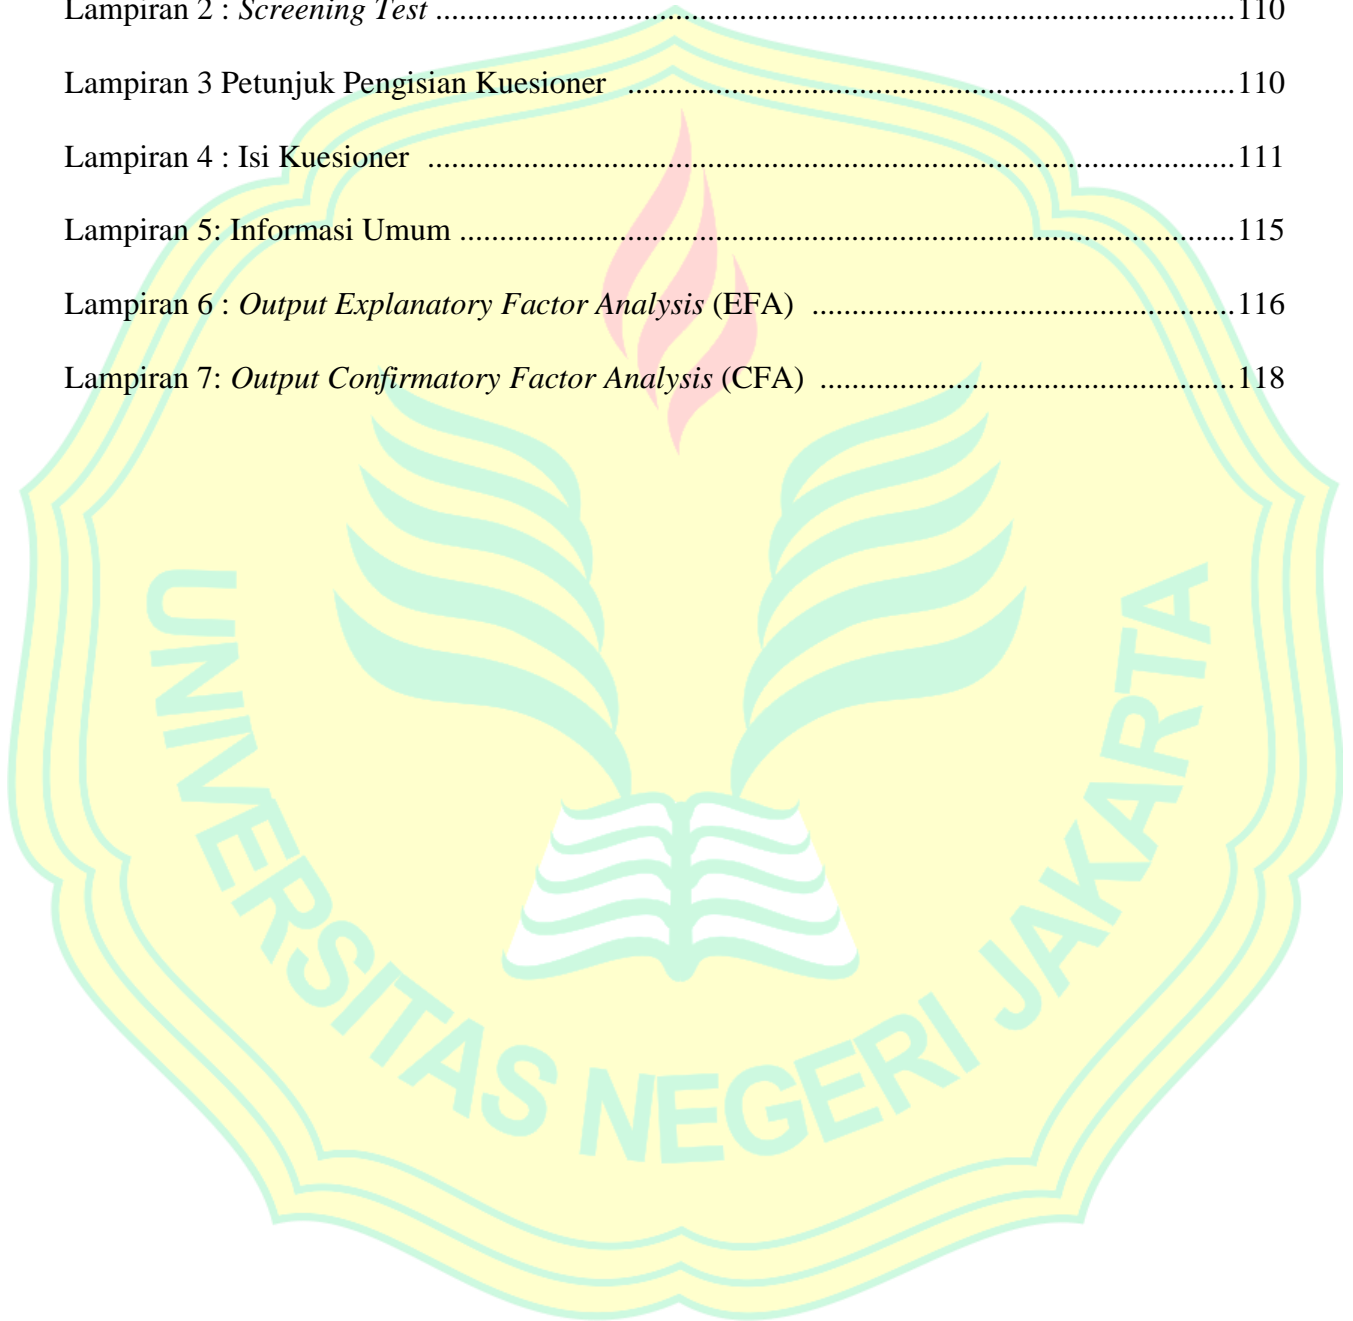 Lampiran 2 : Screening Test ....................................................................................................110
Lampiran 3 Petunjuk Pengisian Kuesioner ............................................................................110
Lampiran 4 : Isi Kuesioner .....................................................................................................111
Lampiran 5: Informasi Umum .................................................................................................115
Lampiran 6 : Output Explanatory Factor Analysis (EFA) .....................................................116
Lampiran 7: Output Confirmatory Factor Analysis (CFA) ....................................................118
UNIVERSITAS NEGERI JAKARTA